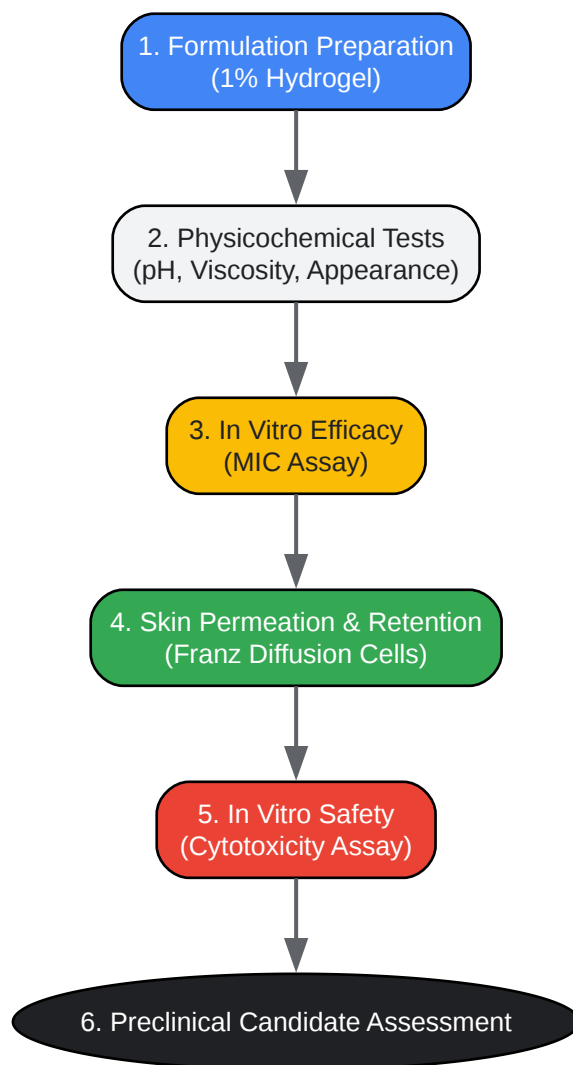 1. Formulation Preparation
(1% Hydrogel)
2. Physicochemical Tests
(pH, Viscosity, Appearance)
3. In Vitro Efficacy
(MIC Assay)
4. Skin Permeation & Retention
(Franz Diffusion Cells)
5. In Vitro Safety
(Cytotoxicity Assay)
6. Preclinical Candidate Assessment